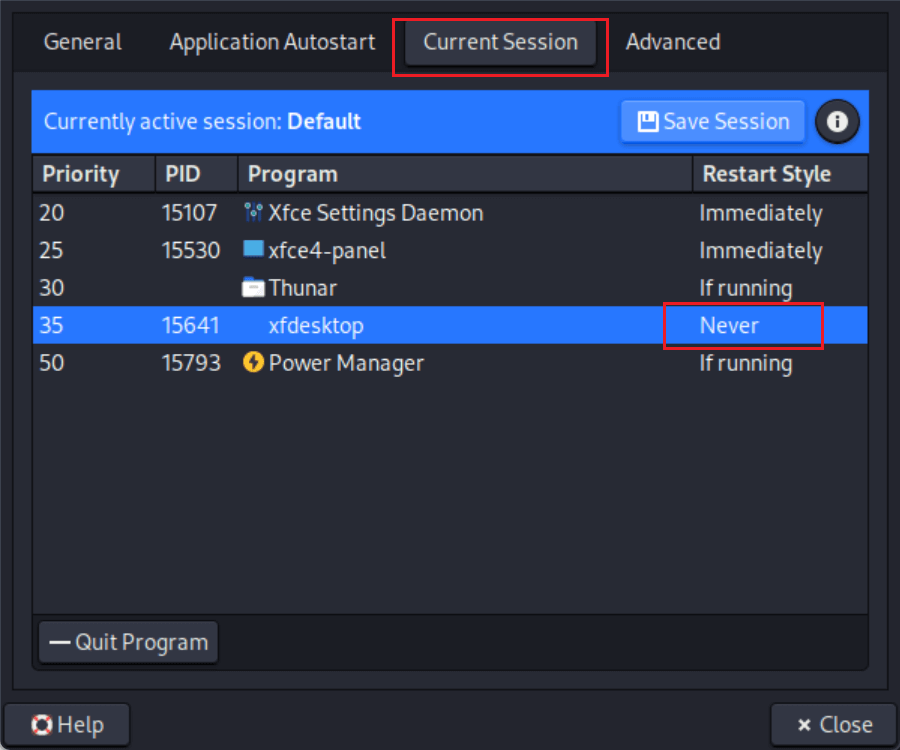 General Application Autostart Current Session Advanced
Currently active session: Default Save Session
Priority PID Program Restart Style
20 15107 Xfce Settings Daemon Immediately
25 15530 xfce4-panel Immediately
30 Thunar If running
35 15641 xfdesktop Never
50 15793 Power Manager If running
Quit Program
Help Close